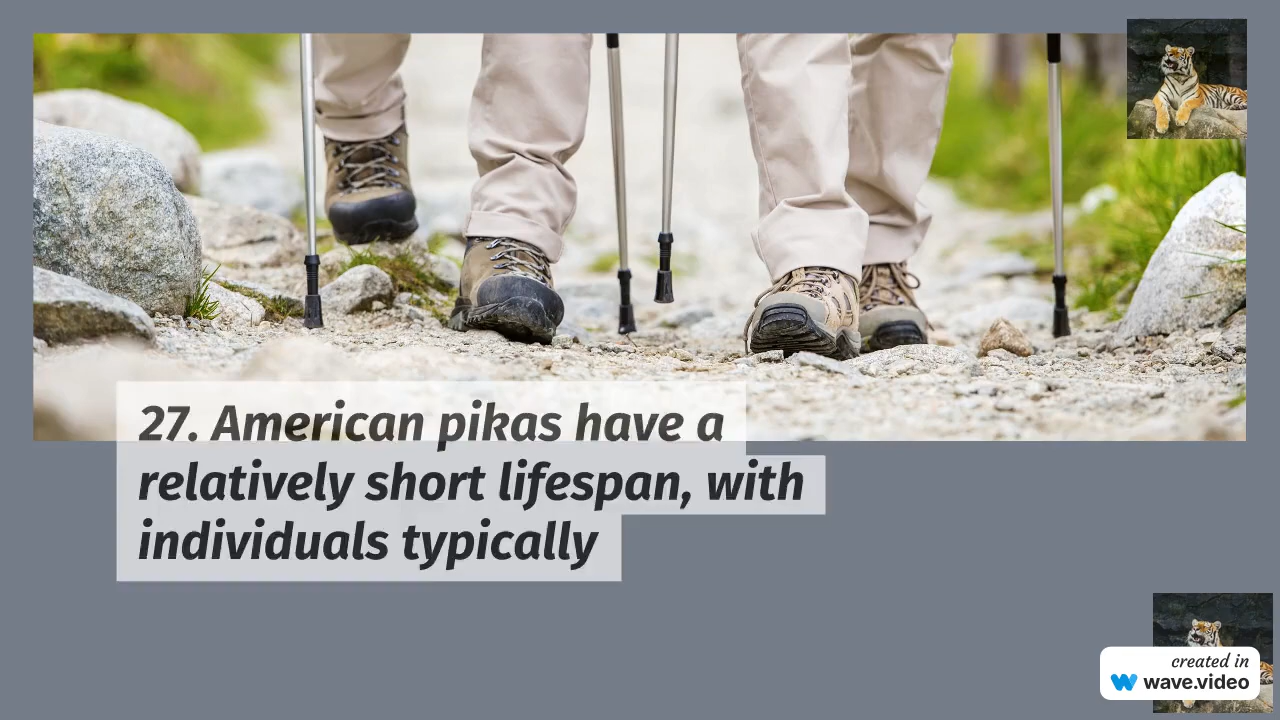 27. American pikas have a
relatively short lifespan, with
individuals typically
created in
wave.video